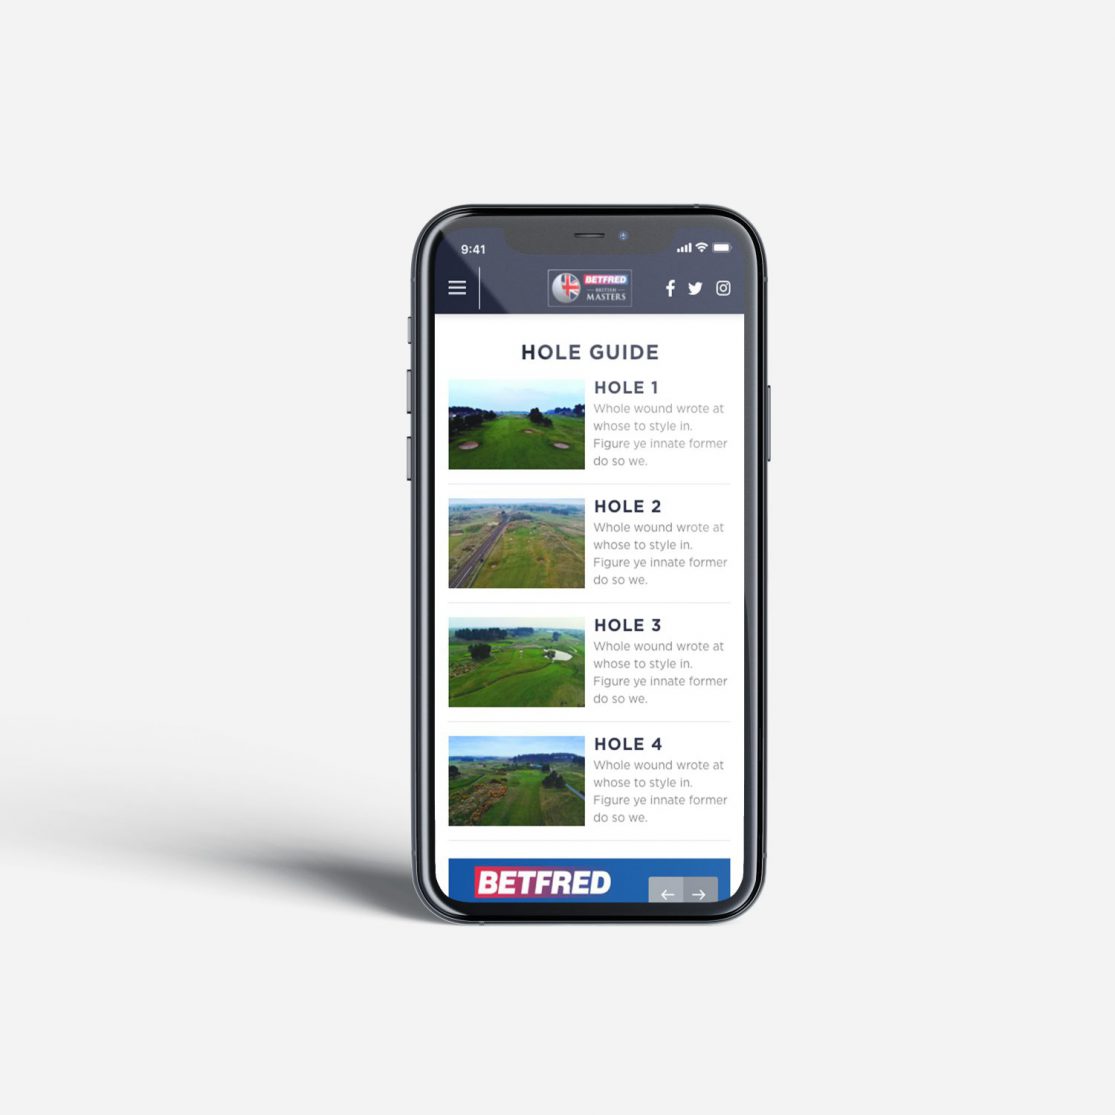 9:41
BETFRED
BRITISH
MASTERS
HOLE GUIDE
HOLE 1
Whole wound wrote at
whose to style in.
Figure ye innate former
do so we.
HOLE 2
Whole wound wrote at
whose to style in.
Figure ye innate former
do so we.
HOLE 3
Whole wound wrote at
whose to style in.
Figure ye innate former
do so we.
HOLE 4
Whole wound wrote at
whose to style in.
Figure ye innate former
do so we.
BETFRED